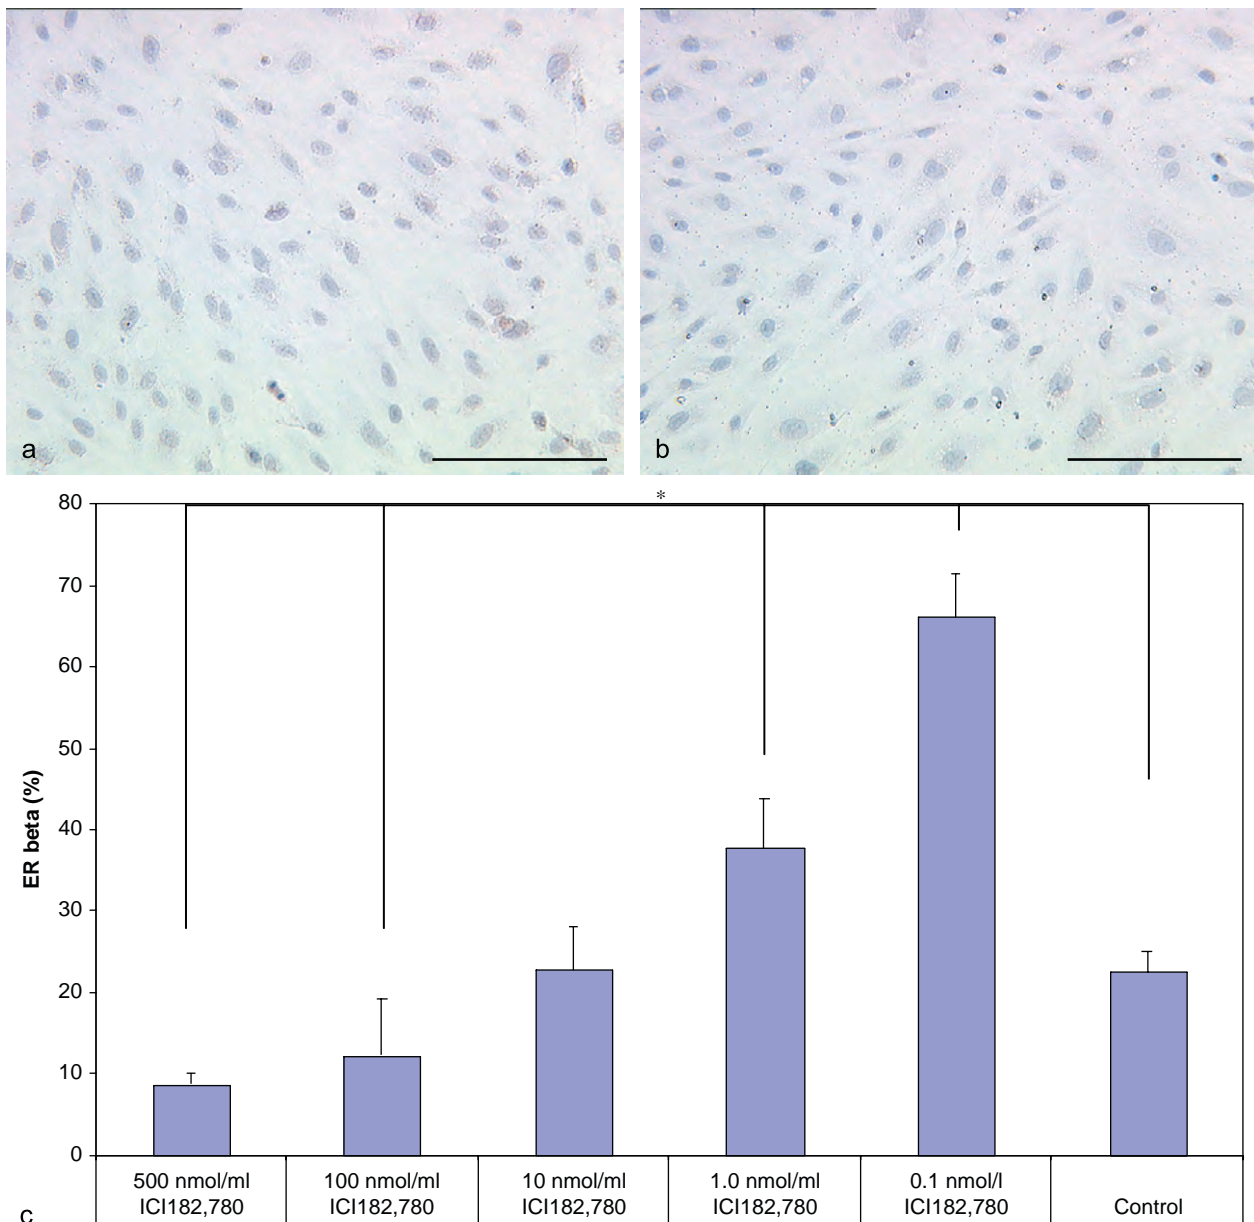 a
b
*
80
70
60
50
40
30
20
10
0
ER beta (%)
500 nmol/ml
ICI182,780
100 nmol/ml
ICI182,780
10 nmol/ml
ICI182,780
1.0 nmol/ml
ICI182,780
0.1 nmol/l
ICI182,780
Control
c